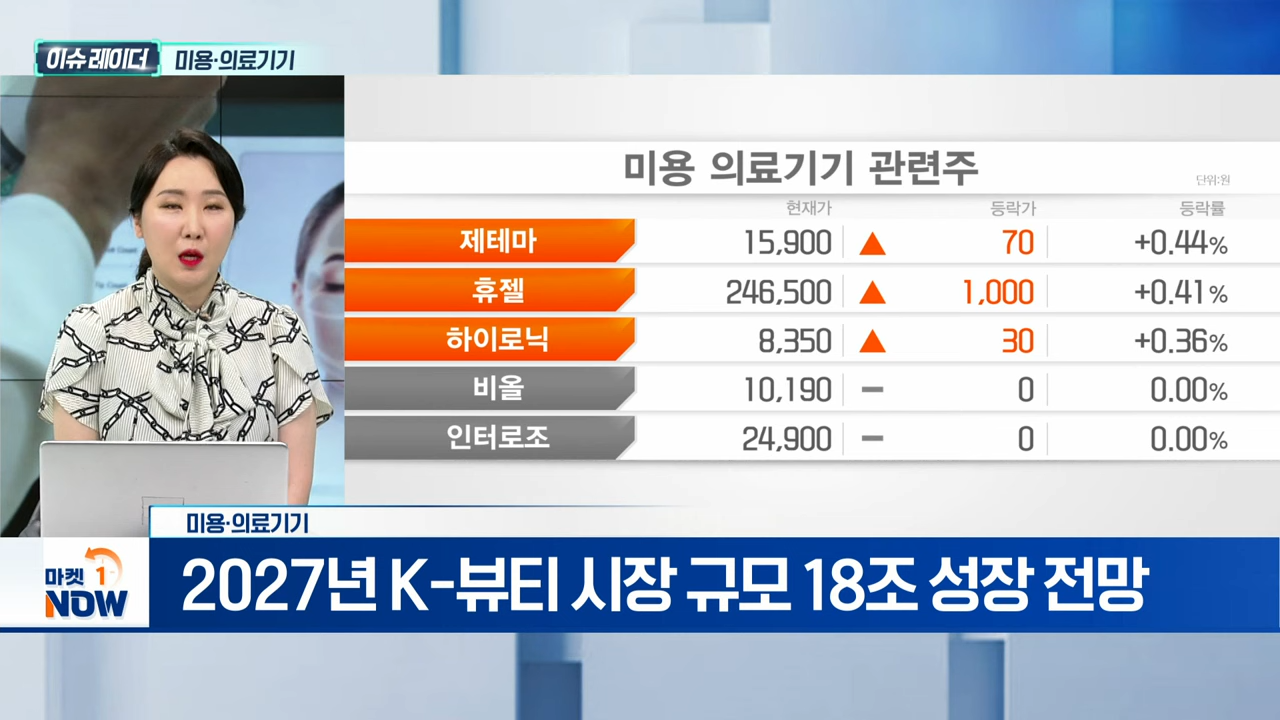 이슈레이더 미용·의료기기
미용 의료기기 관련주
단위:원
현재가 등락가 등락률
제테마 15,900 ▲ 70 +0.44%
휴젤 246,500 ▲ 1,000 +0.41%
하이로닉 8,350 ▲ 30 +0.36%
비올 10,190 - 0 0.00%
인터로조 24,900 - 0 0.00%
미용·의료기기
마켓 1
NOW
2027년 K-뷰티 시장 규모 18조 성장 전망